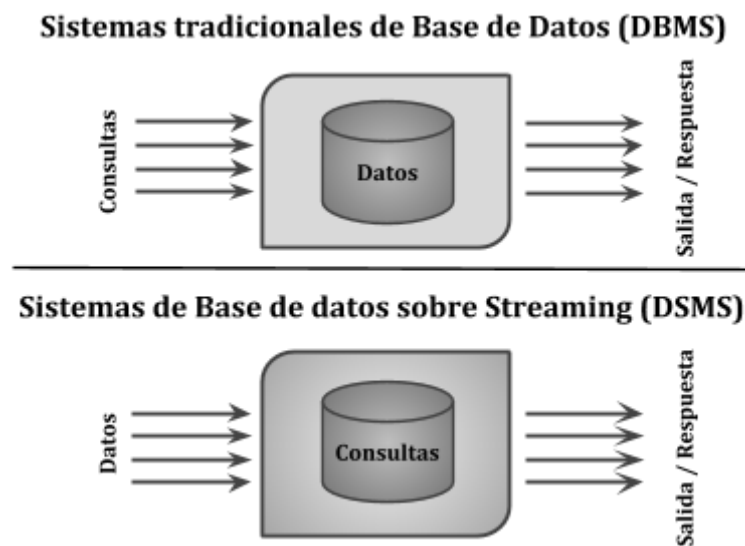 Sistemas tradicionales de Base de Datos (DBMS)
Consultas
Datos
Salida / Respuesta
Sistemas de Base de datos sobre Streaming (DSMS)
Datos
Consultas
Salida / Respuesta